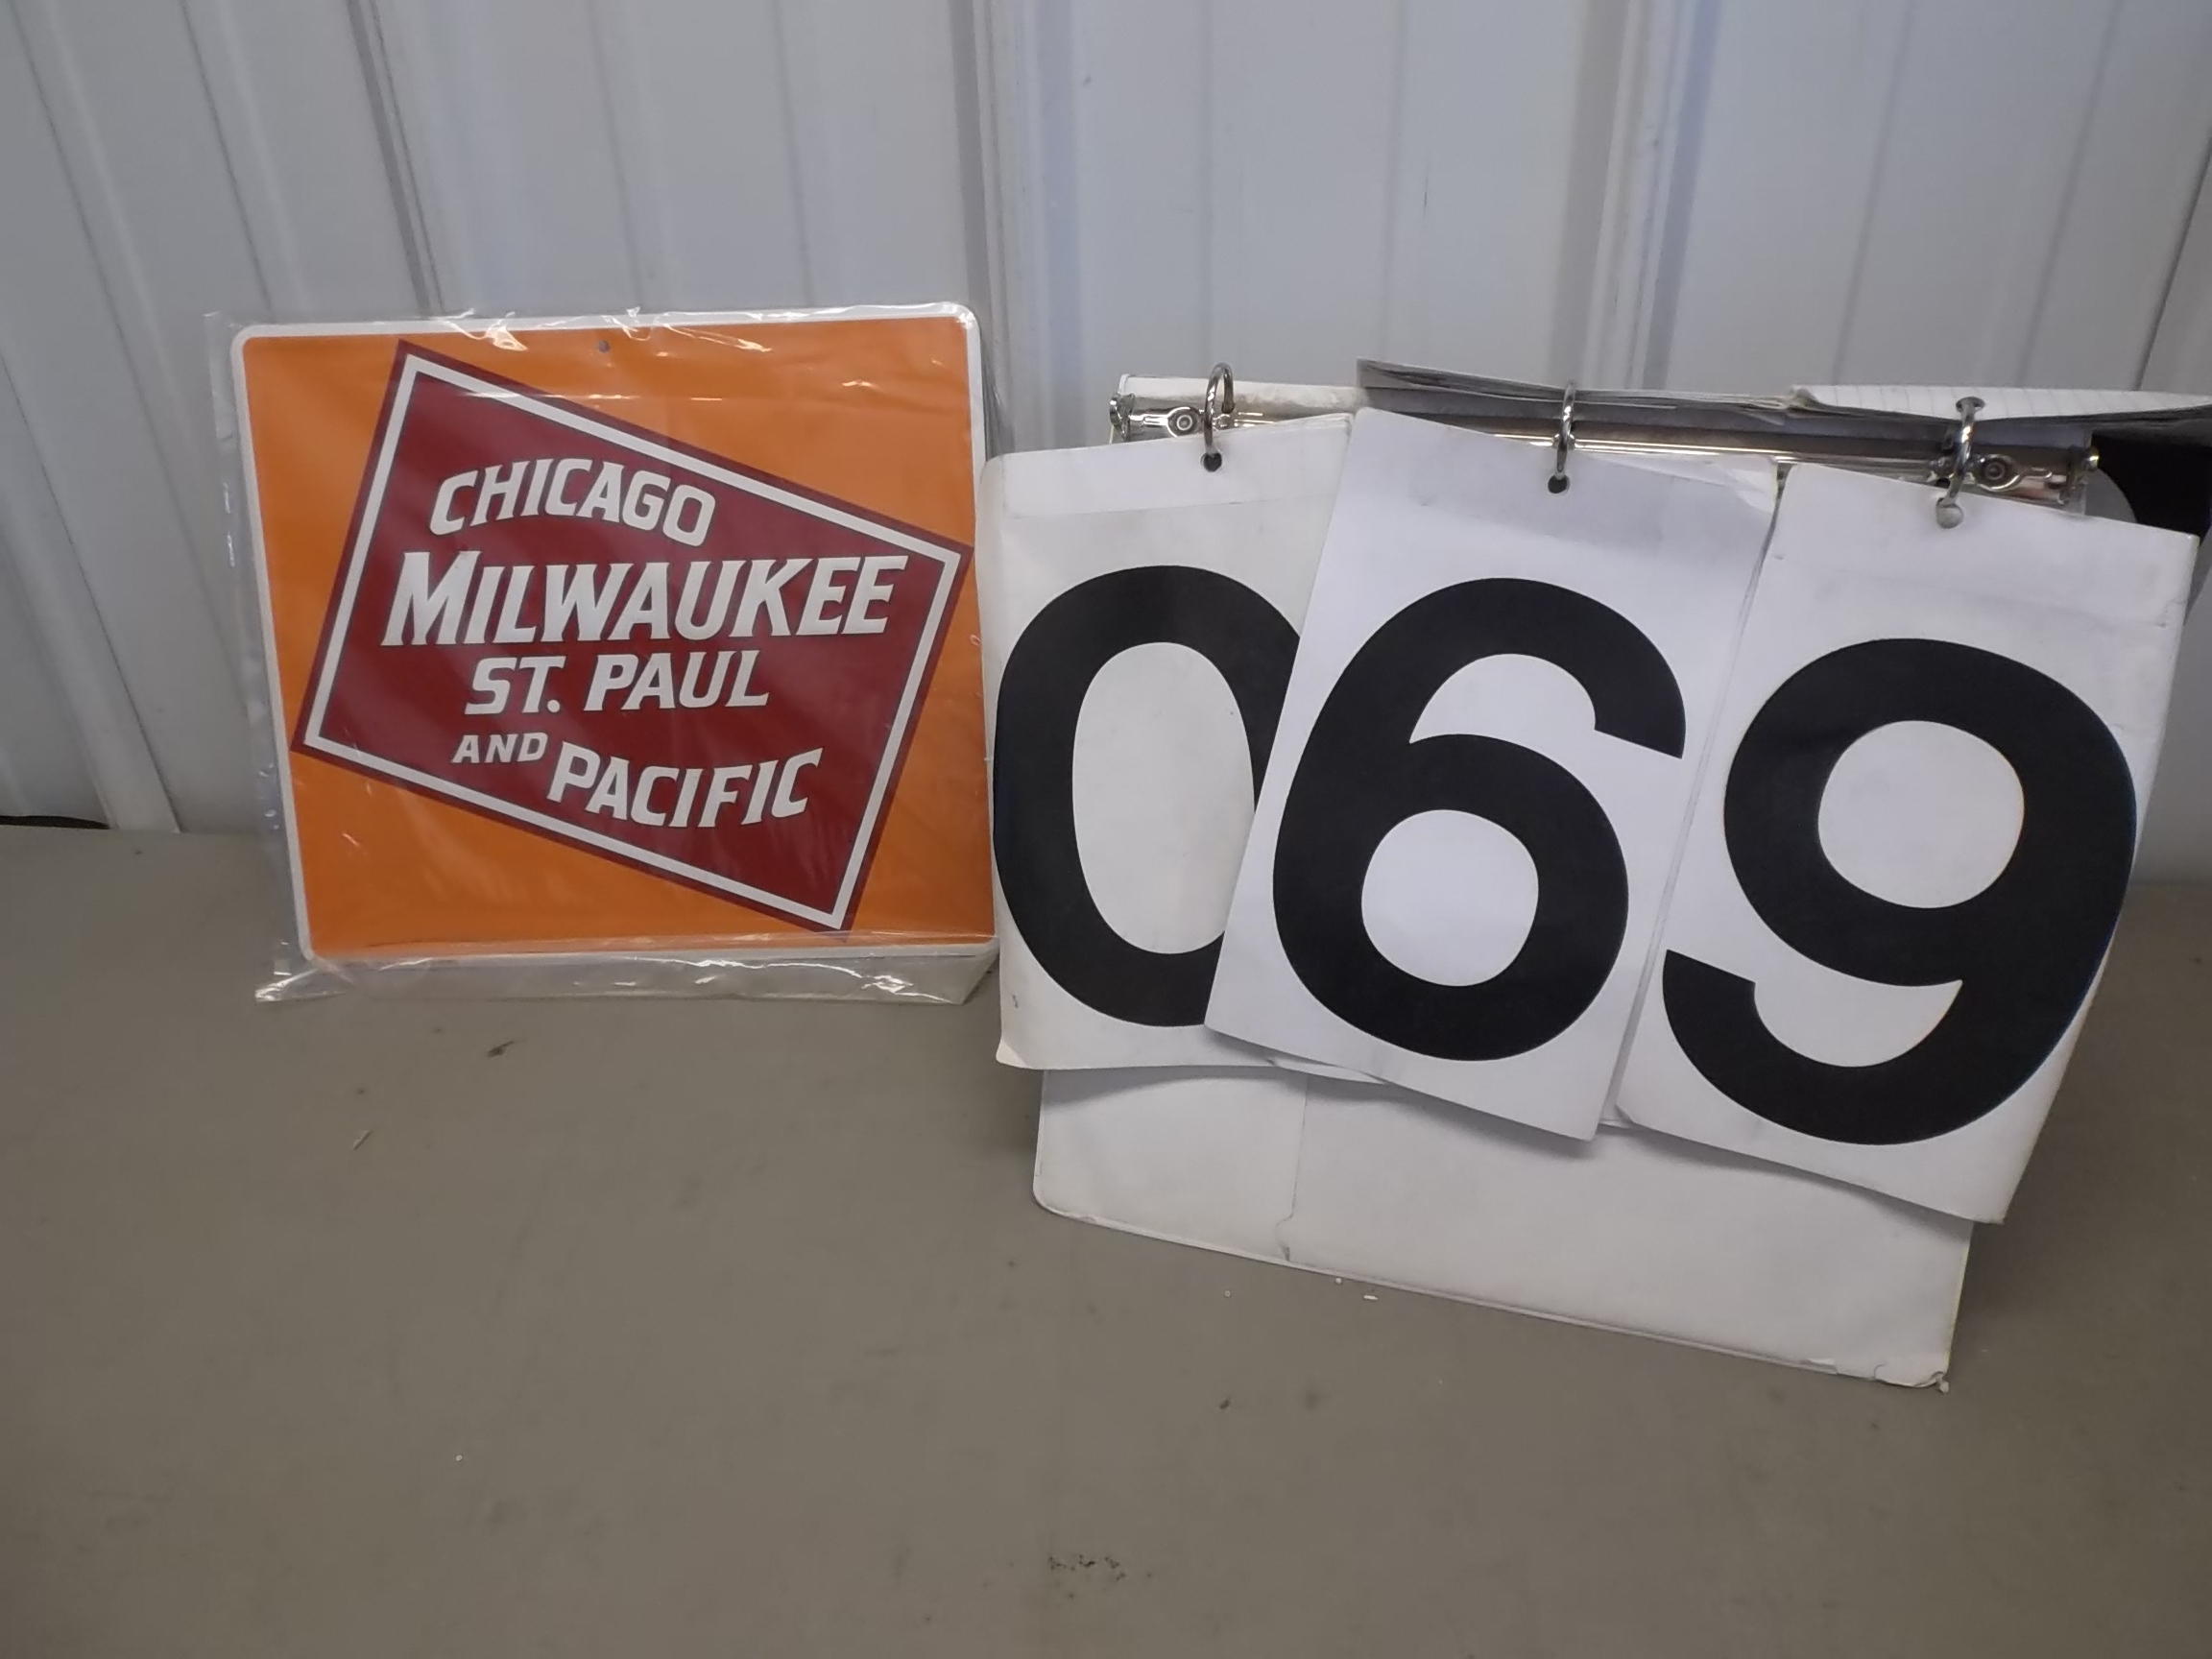 CHICAGO
MILWAUKEE
ST. PAUL
AND PACIFIC
069